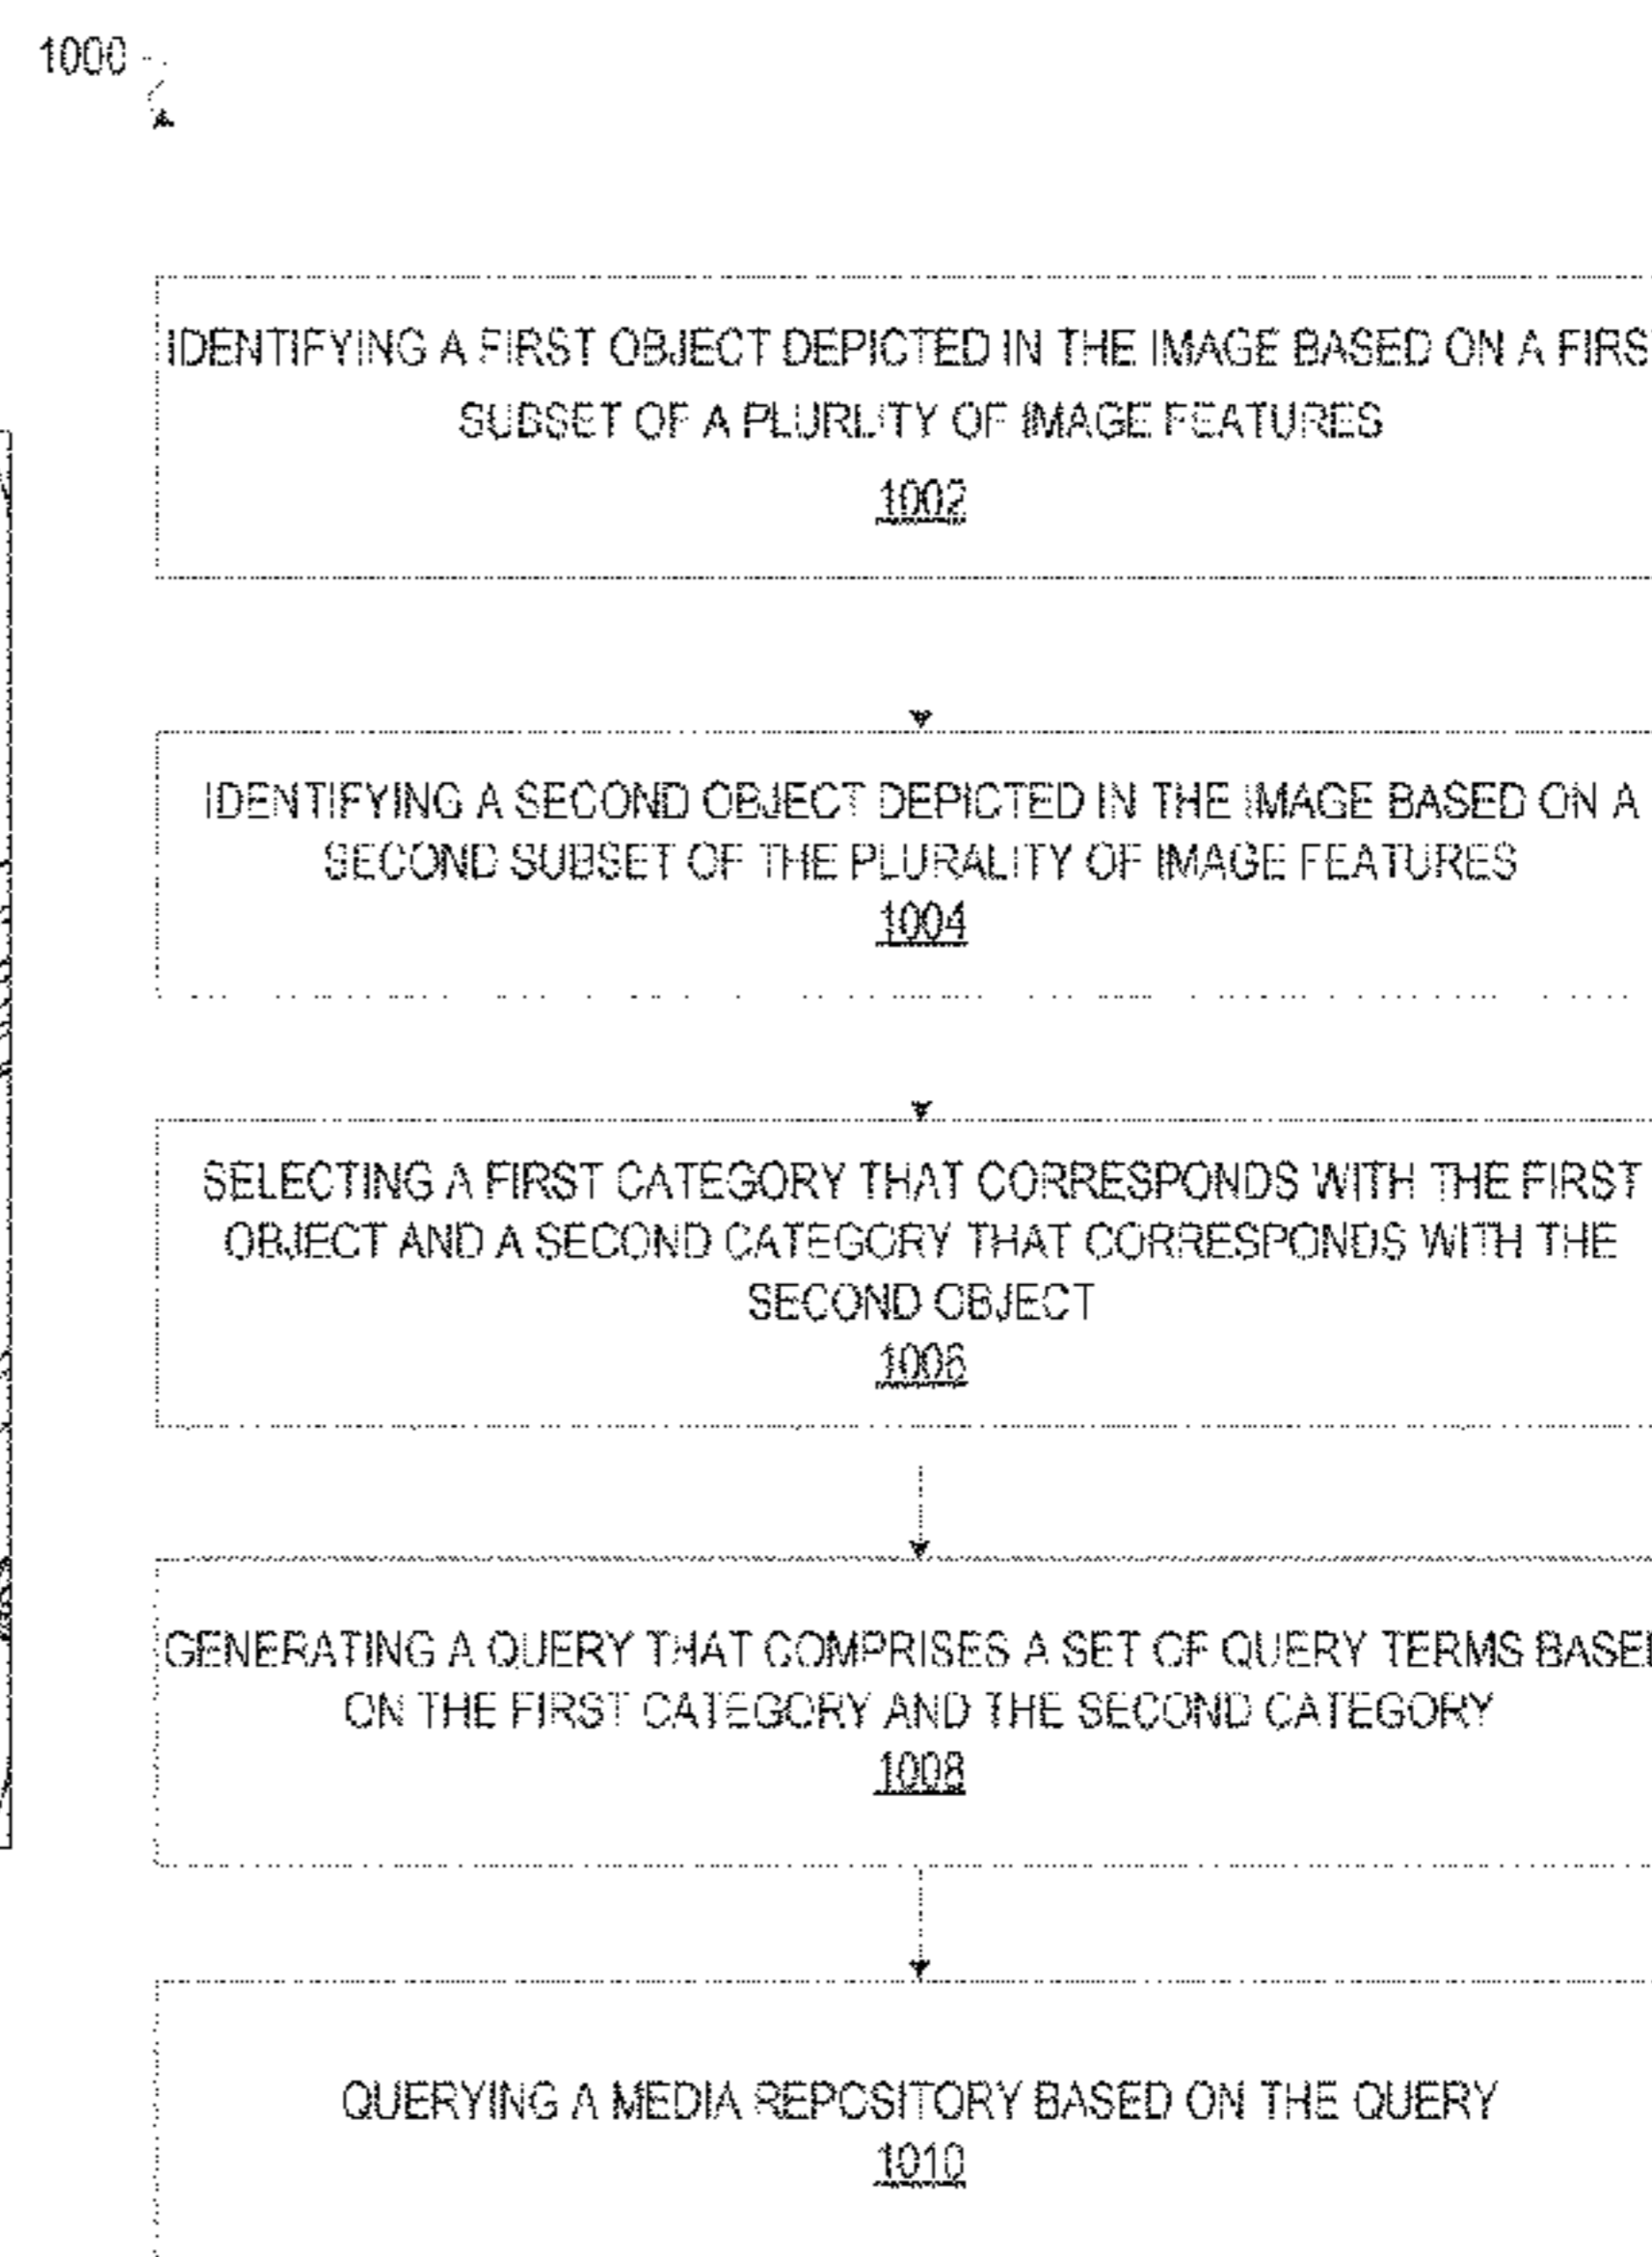 1000
IDENTIFYING A FIRST OBJECT DEPICTED IN THE IMAGE BASED ON A FIRS
SUBSET OF A PLURLITY OF IMAGE FEATURES
1002
IDENTIFYING A SECOND OBJECT DEPICTED IN THE IMAGE BASED ON A
SECOND SUBSET OF THE PLURALITY OF IMAGE FEATURES
1004
SELECTING A FIRST CATEGORY THAT CORRESPONDS WITH THE FIRST
OBJECT AND A SECOND CATEGORY THAT CORRESPONDS WITH THE
SECOND OBJECT
1006
GENERATING A QUERY THAT COMPRISES A SET OF QUERY TERMS BASE
ON THE FIRST CATEGORY AND THE SECOND CATEGORY
1008
QUERYING A MEDIA REPOSITORY BASED ON THE QUERY
1010